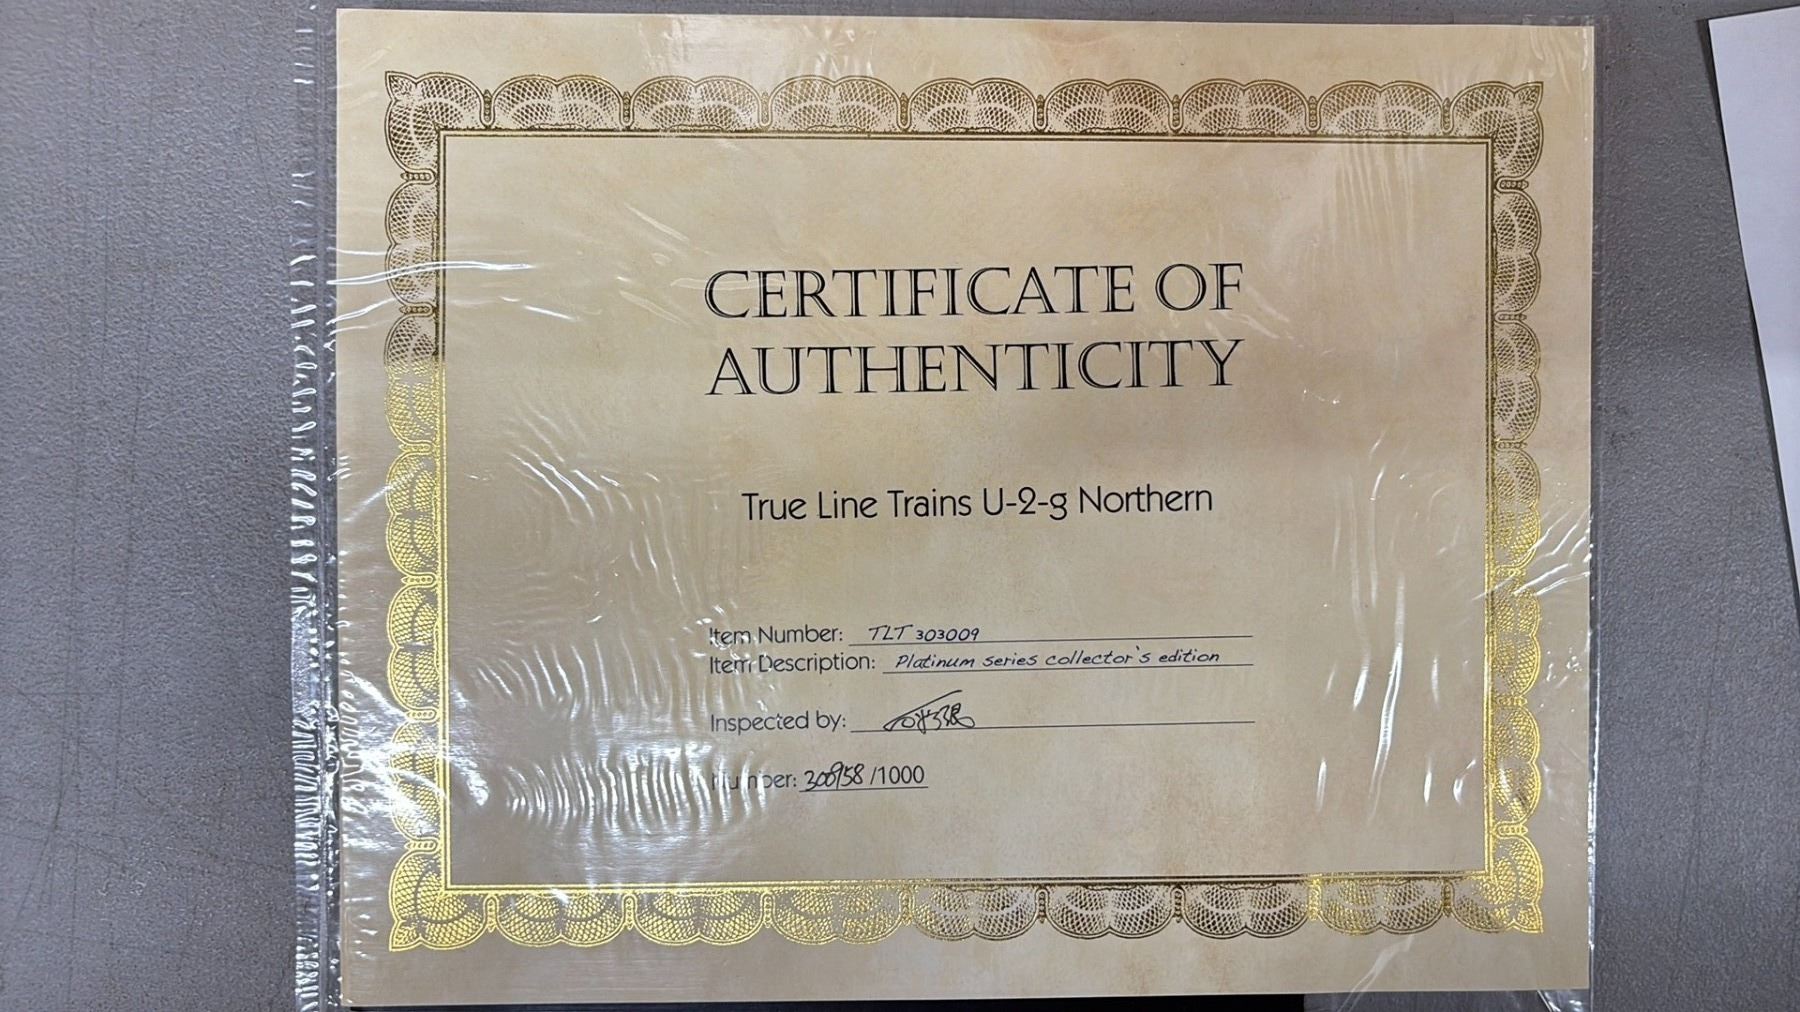 CERTIFICATE OF
AUTHENTICITY
True Line Trains U-2-g Northern
Item Number: TLT 303009
Item Description: Platinum series collector's edition
Inspected by:
Number: /1000